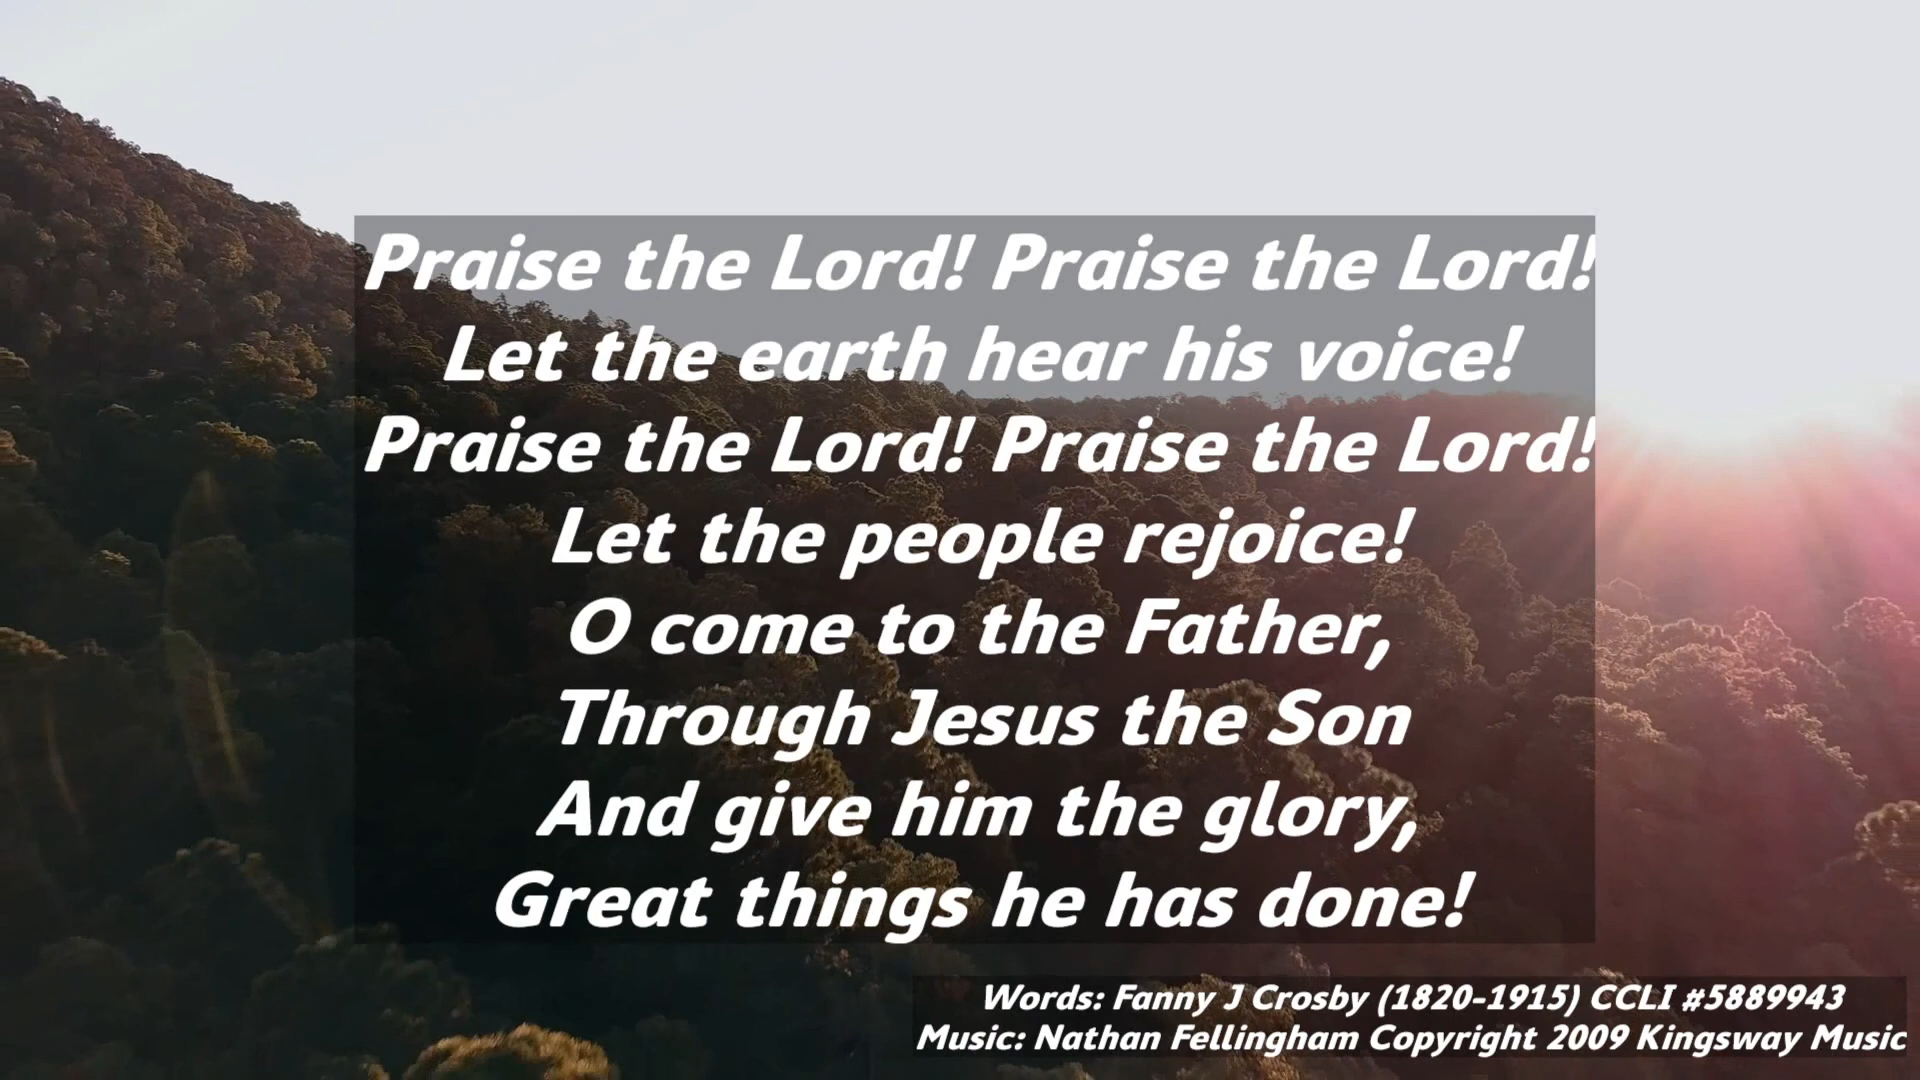 Praise the Lord! Praise the Lord!
Let the earth hear his voice!
Praise the Lord! Praise the Lord!
Let the people rejoice!
O come to the Father,
Through Jesus the Son
And give him the glory,
Great things he has done!
Words: Fanny J Crosby (1820-1915) CCLI #5889943
Music: Nathan Fellingham Copyright 2009 Kingsway Music